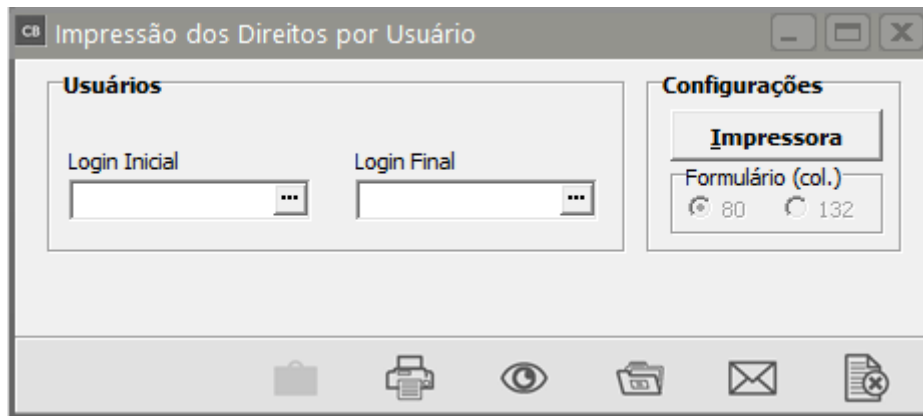 CB Impressão dos Direitos por Usuário
Usuários
Configurações
Impressora
Login Inicial
Login Final
Formulário (col.)
...
...
80
132